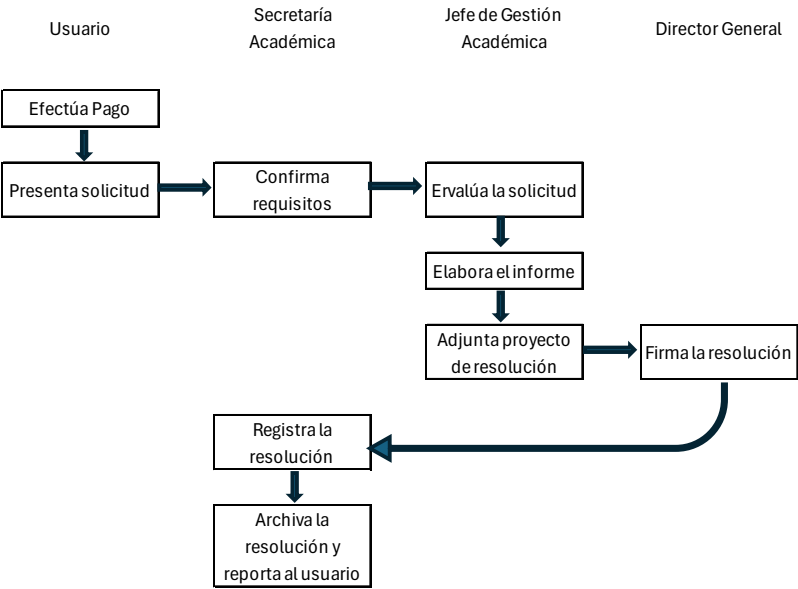 Usuario
Secretaría
Académica
Jefe de Gestión
Académica
Director General
Efectúa Pago
Presenta solicitud
Confirma
requisitos
Ervalúa la solicitud
Elabora el informe
Adjunta proyecto
de resolución
Firma la resolución
Registra la
resolución
Archiva la
resolución y
reporta al usuario